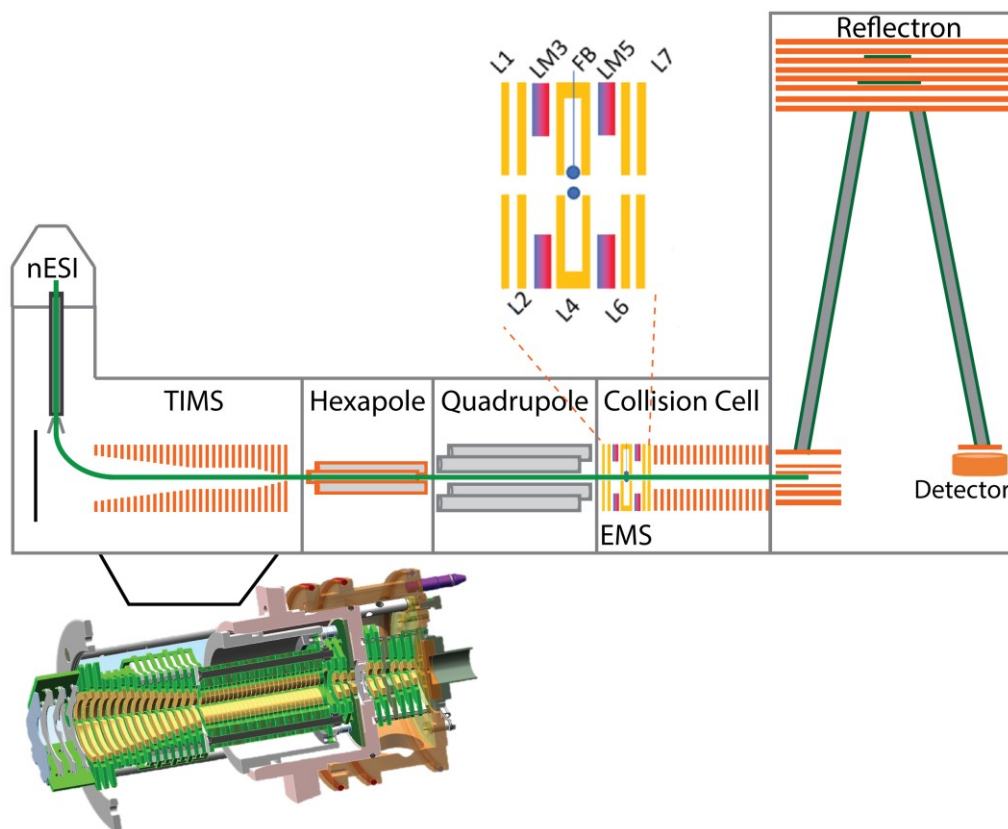 Reflectron
L1
LM3
FB
LM5
L7
nESI
L2
L4
L6
TIMS
Hexapole
Quadrupole
Collision Cell
Detector
EMS